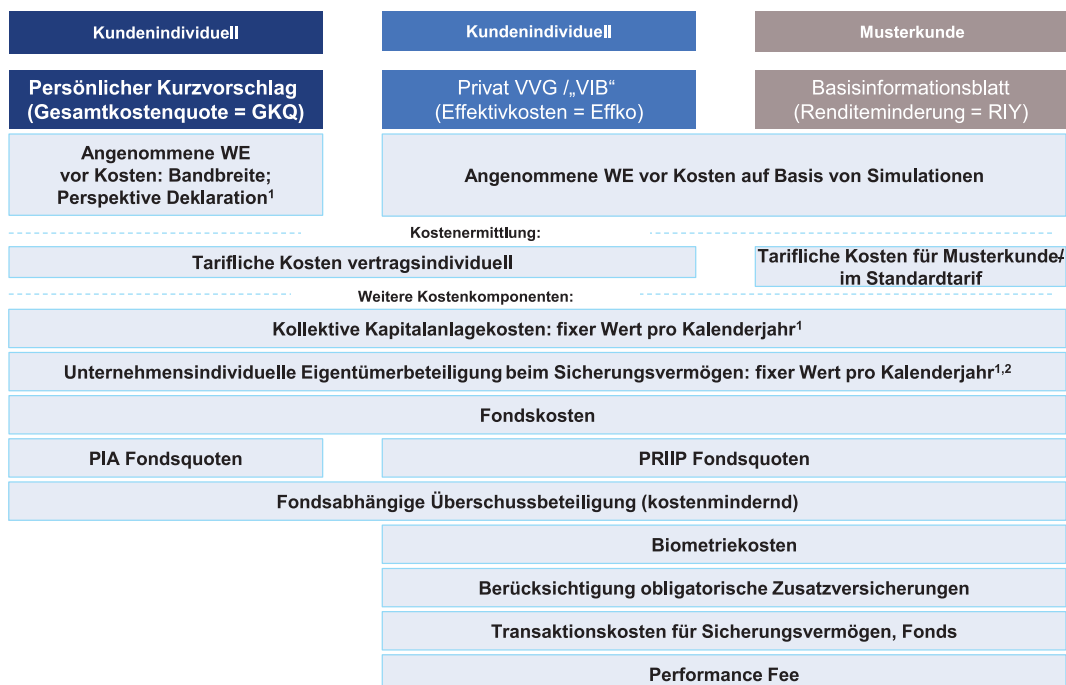 Kundenindividuell
Kundenindividuell
Musterkunde
Persönlicher Kurzvorschlag
(Gesamtkostenquote = GKQ)
Privat VVG /„VIB“
(Effektivkosten = Effko)
Basisinformationsblatt
(Renditeminderung = RIY)
Angenommene WE
vor Kosten: Bandbreite;
Perspektive Deklaration¹
Angenommene WE vor Kosten auf Basis von Simulationen
Kostenermittlung:
Tarifliche Kosten vertragsindividuell
Tarifliche Kosten für Musterkunde/
im Standardtarif
Weitere Kostenkomponenten:
Kollektive Kapitalanlagekosten: fixer Wert pro Kalenderjahr¹
Unternehmensindividuelle Eigentümerbeteiligung beim Sicherungsvermögen: fixer Wert pro Kalenderjahr¹,²
Fondskosten
PIA Fondsquoten
PRIIP Fondsquoten
Fondsabhängige Überschussbeteiligung (kostenmindernd)
Biometriekosten
Berücksichtigung obligatorische Zusatzversicherungen
Transaktionskosten für Sicherungsvermögen, Fonds
Performance Fee